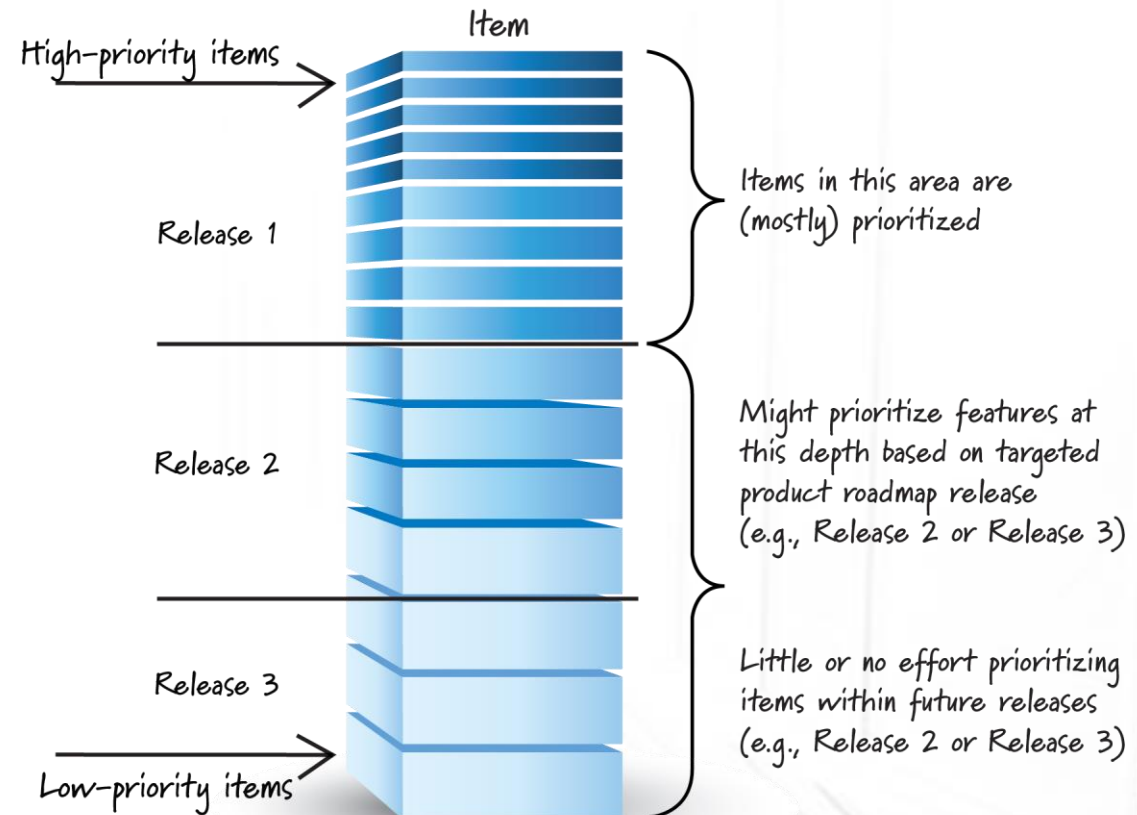 Item
High-priority items
Items in this area are
(mostly) prioritized
Release 1
Might prioritize features at
this depth based on targeted
product roadmap release
(e.g., Release 2 or Release 3)
Release 2
Little or no effort prioritizing
items within future releases
(e.g., Release 2 or Release 3)
Release 3
Low-priority items